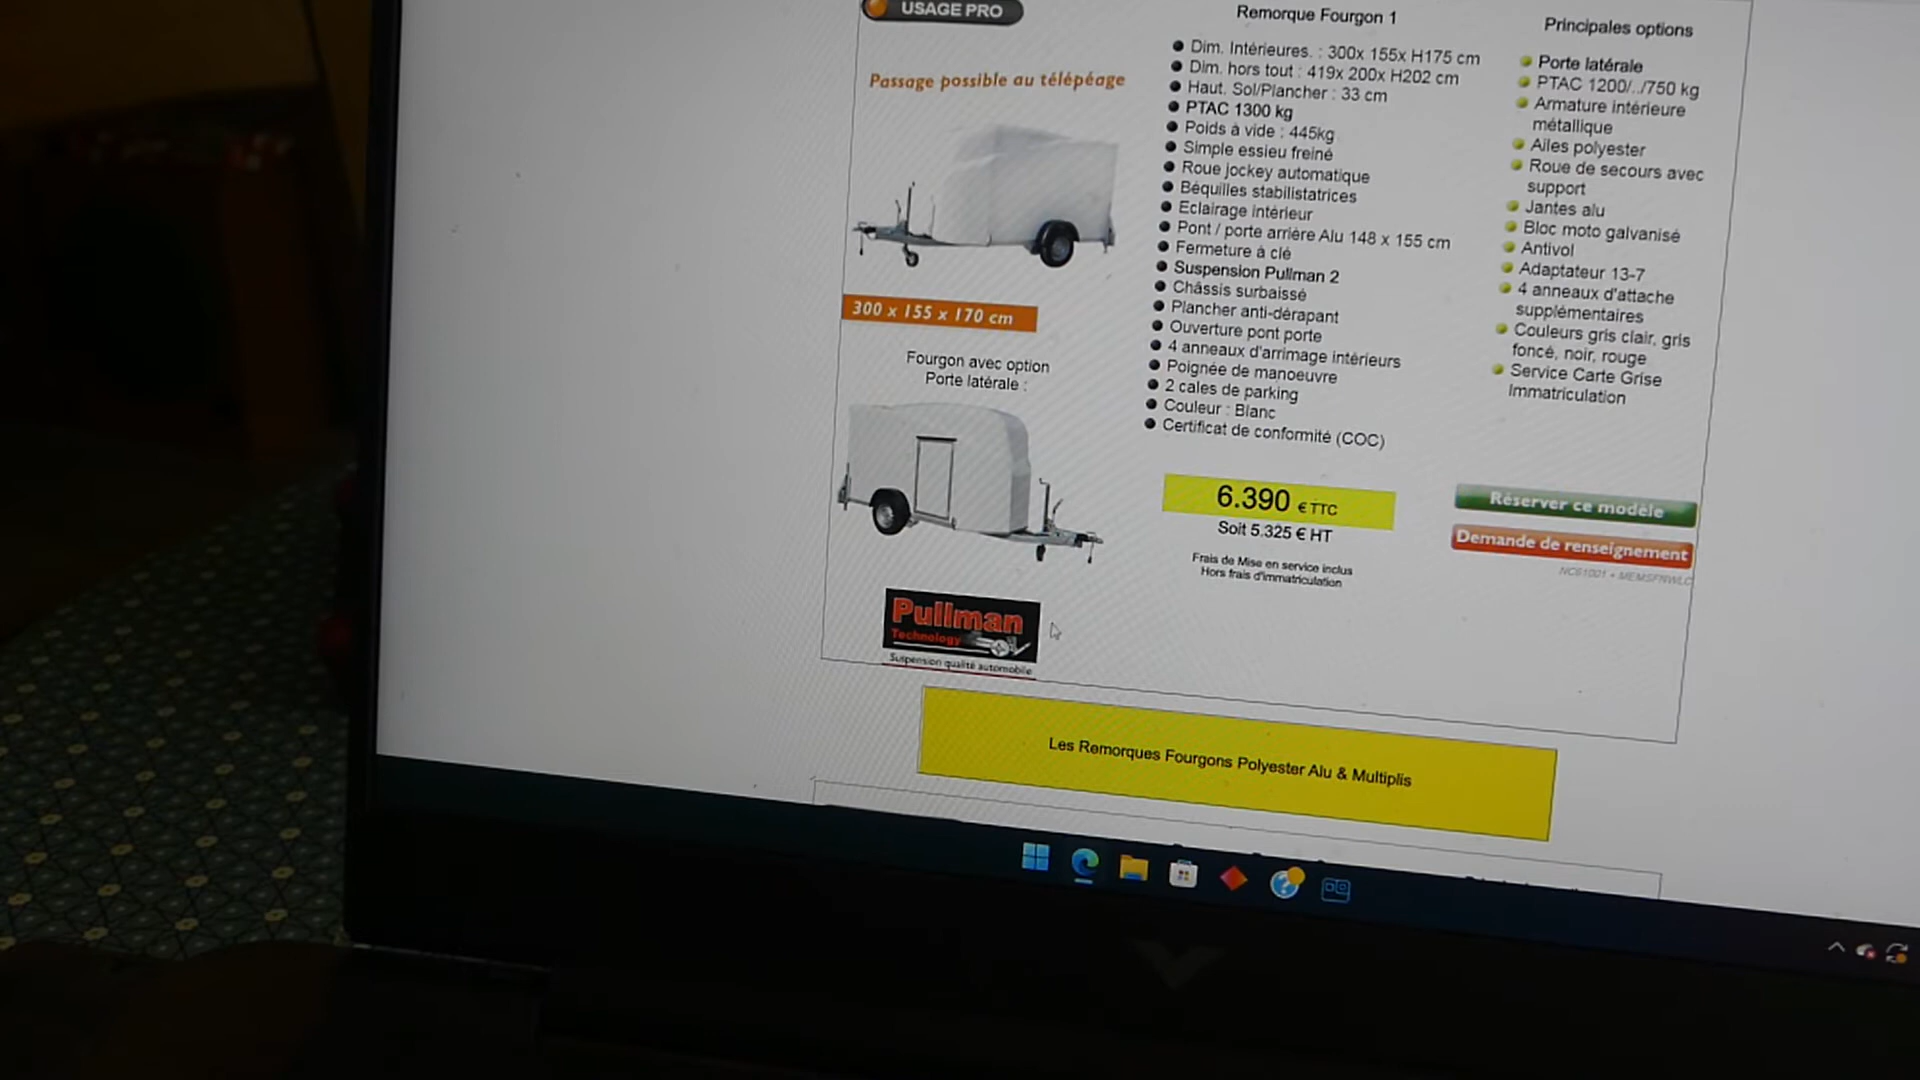 USAGE PRO
Passage possible au télépéage
300 x 155 x 170 cm
Fourgon avec option
Porte latérale :
Pullman
Technology
Suspension qualité automobile
Remorque Fourgon 1
Dim. Intérieures. : 300x 155x H175 cm
Dim. hors tout : 419x 200x H202 cm
Haut. Sol/Plancher : 33 cm
PTAC 1300 kg
Poids à vide : 445kg
Simple essieu freiné
Roue jockey automatique
Béquilles stabilistatrices
Eclairage intérieur
Pont / porte arrière Alu 148 x 155 cm
Fermeture à clé
Suspension Pullman 2
Châssis surbaissé
Plancher anti-dérapant
Ouverture pont porte
4 anneaux d'arrimage intérieurs
Poignée de manoeuvre
2 cales de parking
Couleur : Blanc
Certificat de conformité (COC)
6.390 € TTC
Soit 5.325 € HT
Frais de Mise en service inclus
Hors frais d'immatriculation
Principales options
Porte latérale
PTAC 1200/../750 kg
Armature intérieure
métallique
Ailes polyester
Roue de secours avec
support
Jantes alu
Bloc moto galvanisé
Antivol
Adaptateur 13-7
4 anneaux d'attache
supplémentaires
Couleurs gris clair, gris
foncé, noir, rouge
Service Carte Grise
Immatriculation
Réserver ce modèle
Demande de renseignement
Les Remorques Fourgons Polyester Alu & Multiplis